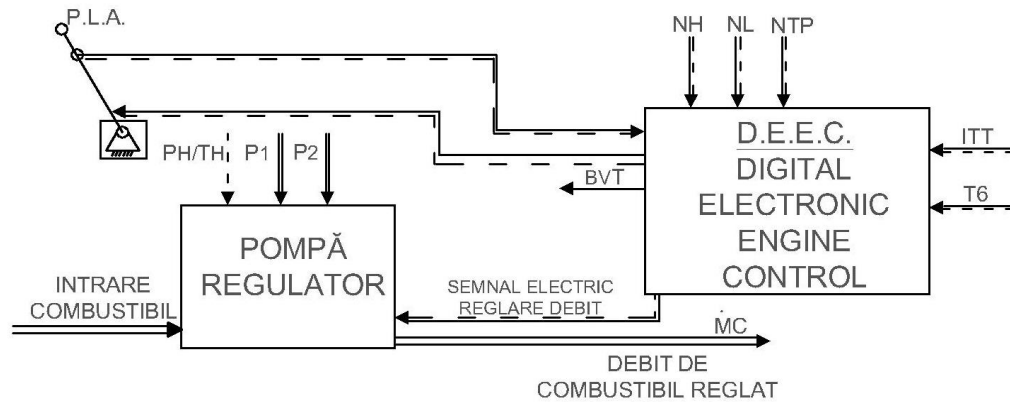 P.L.A.
NH NL NTP
D.E.E.C.
DIGITAL
ELECTRONIC
ENGINE
CONTROL
ITT
T6
BVT
PH/TH P1 P2
POMPĂ
REGULATOR
INTRARE
COMBUSTIBIL
SEMNAL ELECTRIC
REGLARE DEBIT
ṀC
DEBIT DE
COMBUSTIBIL REGLAT